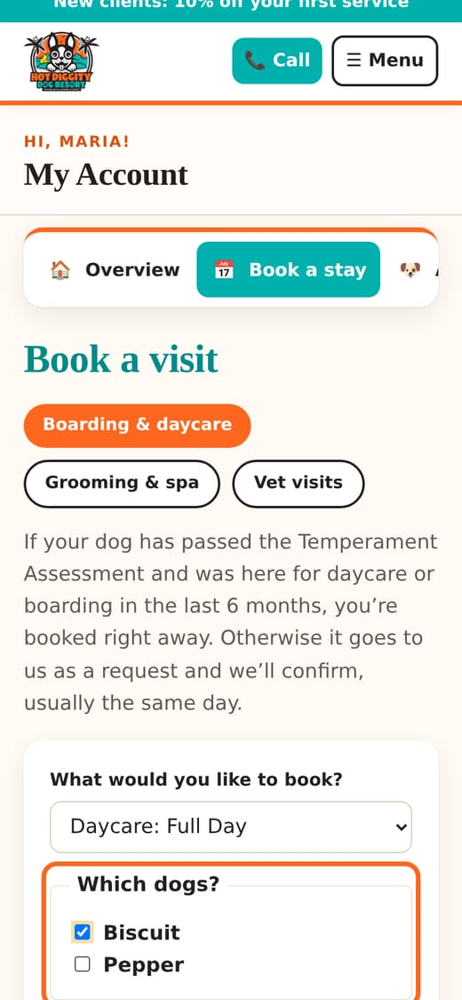 New clients: 10% off your first service
HOT DIGGITY
DOG RESORT
📞 Call
☰ Menu
HI, MARIA!
My Account
🏠 Overview
📅 Book a stay
🐶
Book a visit
Boarding & daycare
Grooming & spa
Vet visits
If your dog has passed the Temperament
Assessment and was here for daycare or
boarding in the last 6 months, you’re
booked right away. Otherwise it goes to
us as a request and we’ll confirm,
usually the same day.
What would you like to book?
Daycare: Full Day
Which dogs?
Biscuit
Pepper